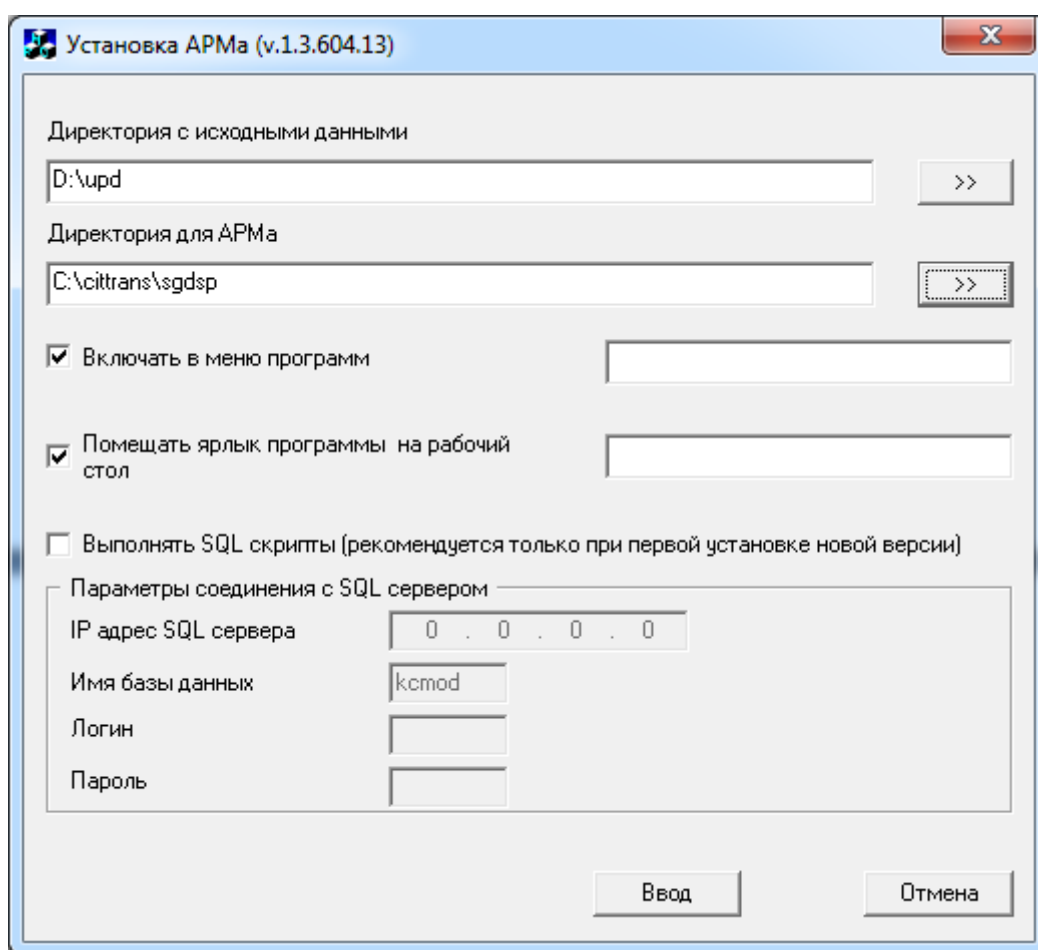 Установка АРМа (v.1.3.604.13)
Директория с исходными данными
D:\upd
>>
Директория для АРМа
C:\cittrans\sgdsp
>>
Включать в меню программ
Помещать ярлык программы на рабочий
стол
Выполнять SQL скрипты (рекомендуется только при первой установке новой версии)
Параметры соединения с SQL сервером
IP адрес SQL сервера
0 . 0 . 0 . 0
Имя базы данных
kcmod
Логин
Пароль
Ввод
Отмена